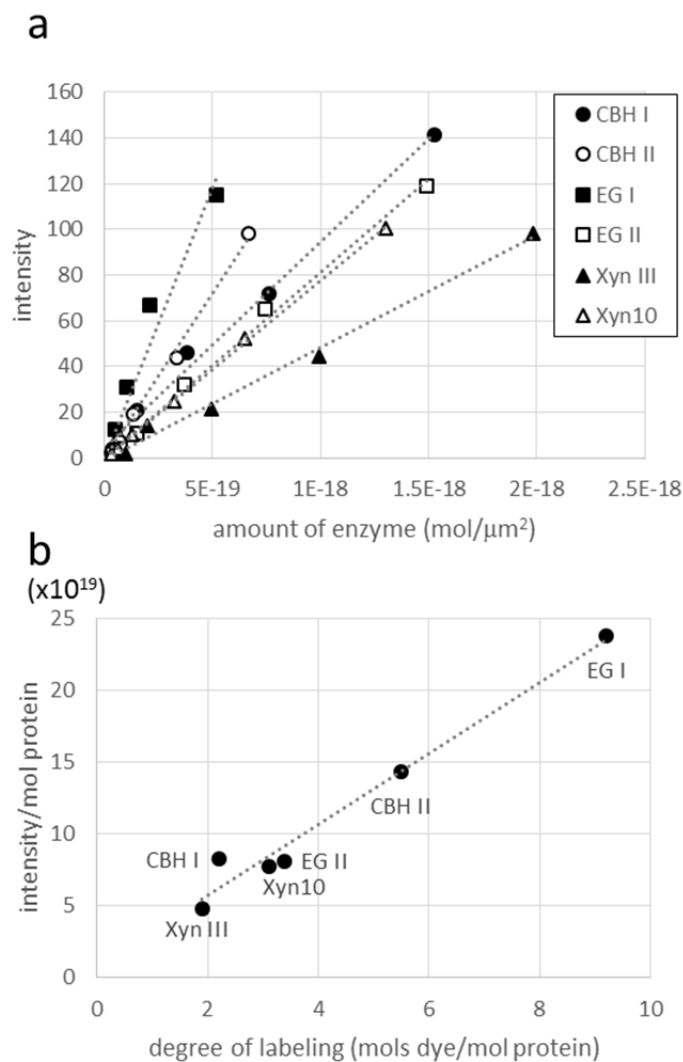 a
160
140
120
100
80
60
40
20
0
intensity
CBH I
CBH II
EG I
EG II
Xyn III
Xyn10
0 5E-19 1E-18 1.5E-18 2E-18 2.5E-18
amount of enzyme (mol/μm²)
b
(x10¹⁹)
25
20
15
10
5
0
intensity/mol protein
EG I
CBH II
CBH I
EG II
Xyn10
Xyn III
0 2 4 6 8 10
degree of labeling (mols dye/mol protein)